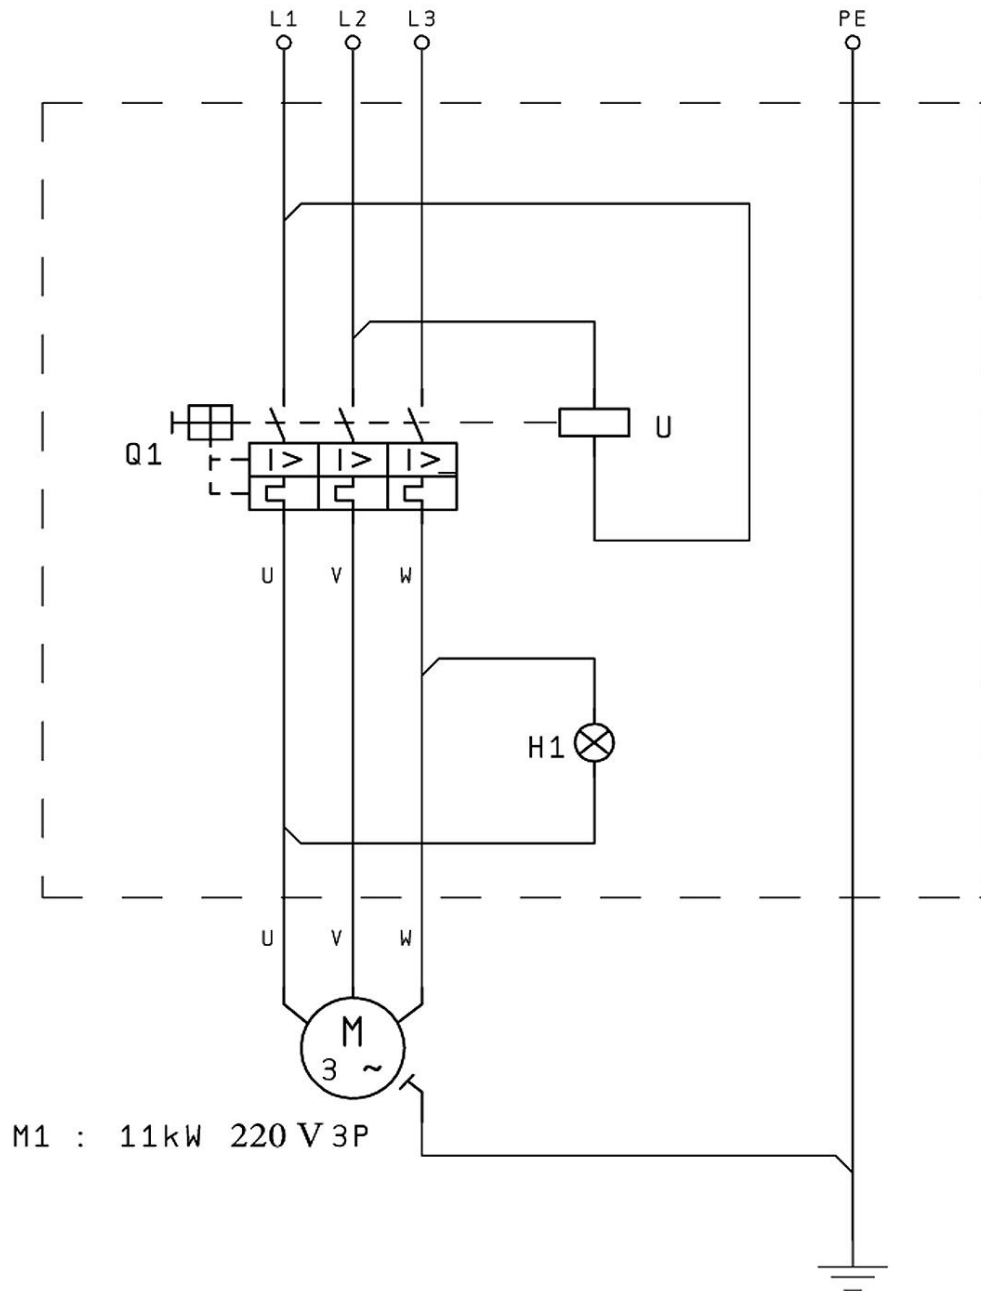 L1 L2 L3 PE
U
Q1
I> I> I>
U V W
H1
U V W
M
3 ~
M1 : 11kW 220 V 3P